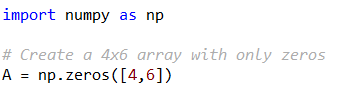 import numpy as np
# Create a 4x6 array with only zeros
A = np.zeros([4,6])